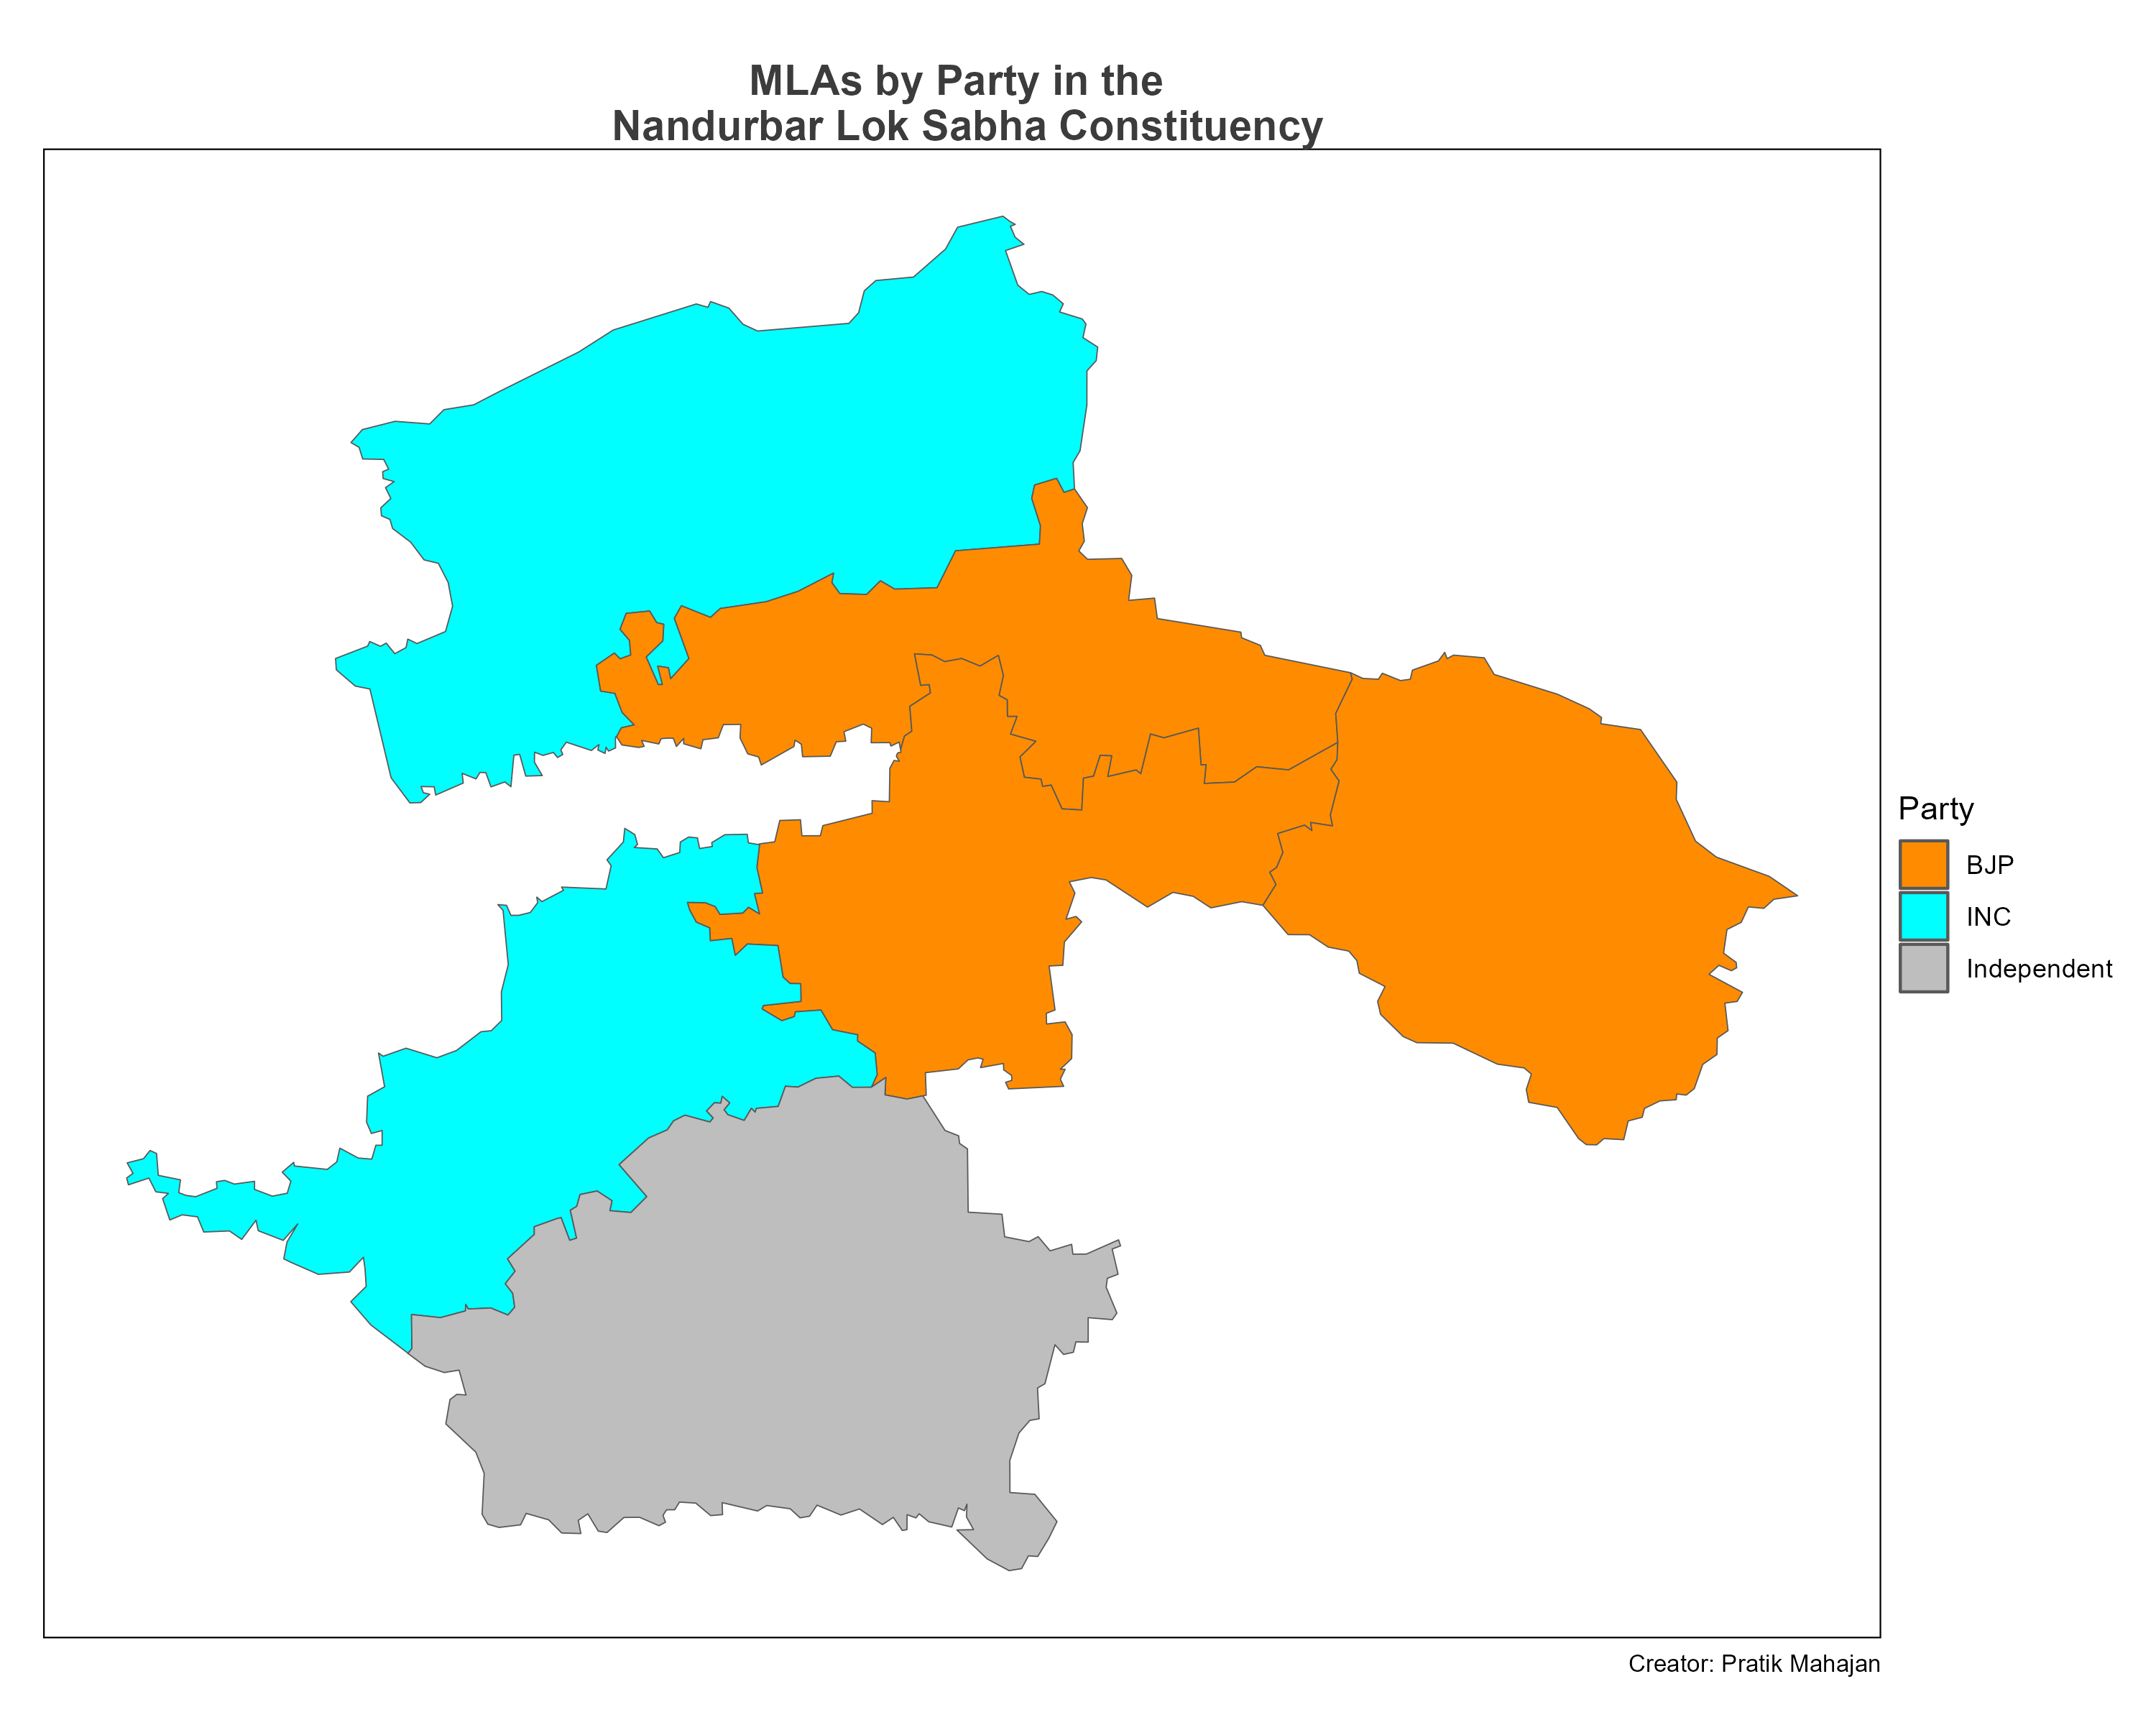 MLAs by Party in the
Nandurbar Lok Sabha Constituency
Party
BJP
INC
Independent
Creator: Pratik Mahajan